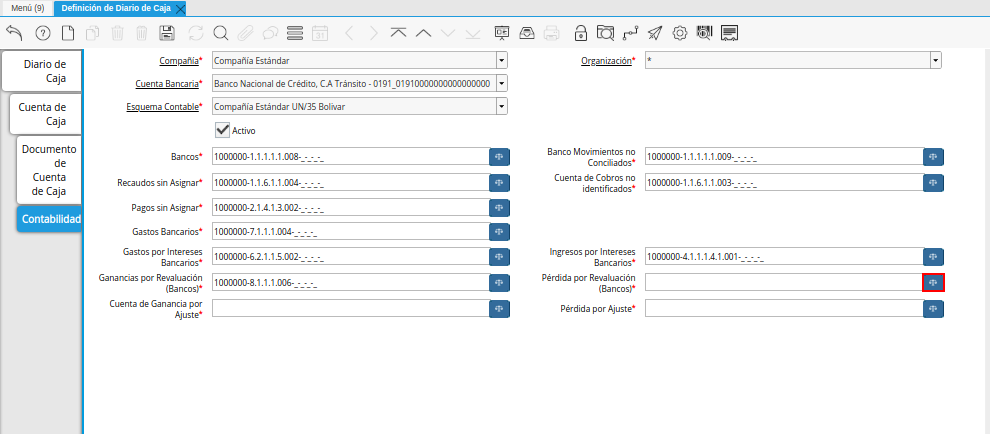 Menú (9)
Definición de Diario de Caja
Diario de
Caja
Cuenta de
Caja
Documento
de
Cuenta
de Caja
Contabilidad
Compañía* Compañía Estándar
Organización* *
Cuenta Bancaria* Banco Nacional de Crédito, C.A Tránsito - 0191_01910000000000000000
Esquema Contable* Compañía Estándar UN/35 Bolivar
Activo
Bancos* 1000000-1.1.1.1.1.008-_-_-_-_
Banco Movimientos no
Conciliados* 1000000-1.1.1.1.1.009-_-_-_-_
Recaudos sin Asignar* 1000000-1.1.6.1.1.004-_-_-_-_
Cuenta de Cobros no
identificados* 1000000-1.1.6.1.1.003-_-_-_-_
Pagos sin Asignar* 1000000-2.1.4.1.3.002-_-_-_-_
Gastos Bancarios* 1000000-7.1.1.1.004-_-_-_-_
Gastos por Intereses
Bancarios* 1000000-6.2.1.1.5.002-_-_-_-_
Ingresos por Intereses
Bancarios* 1000000-4.1.1.1.4.1.001-_-_-_-_
Ganancias por Revaluación
(Bancos)* 1000000-8.1.1.1.006-_-_-_-_
Pérdida por Revaluación
(Bancos)*
Cuenta de Ganancia por
Ajuste*
Pérdida por Ajuste*